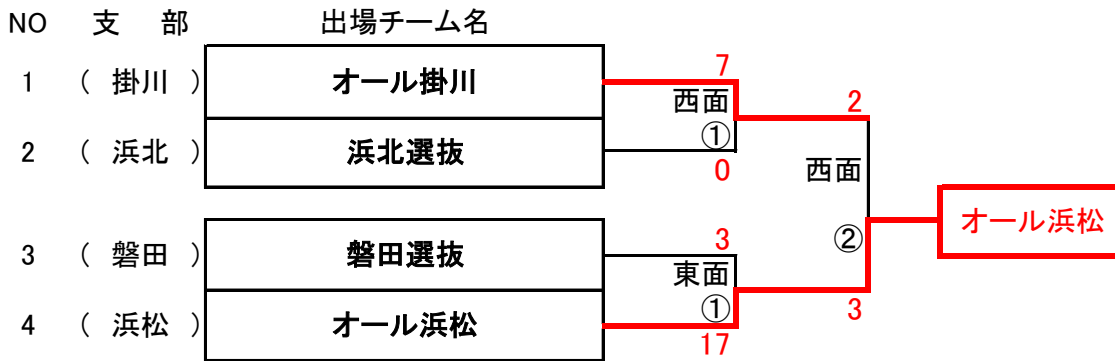 NO 支 部 出場チーム名
1 ( 掛川 ) オール掛川 7
西面 2
2 ( 浜北 ) 浜北選抜 ①
0 西面
オール浜松
3 ( 磐田 ) 磐田選抜 3 ②
東面
4 ( 浜松 ) オール浜松 ① 3
17